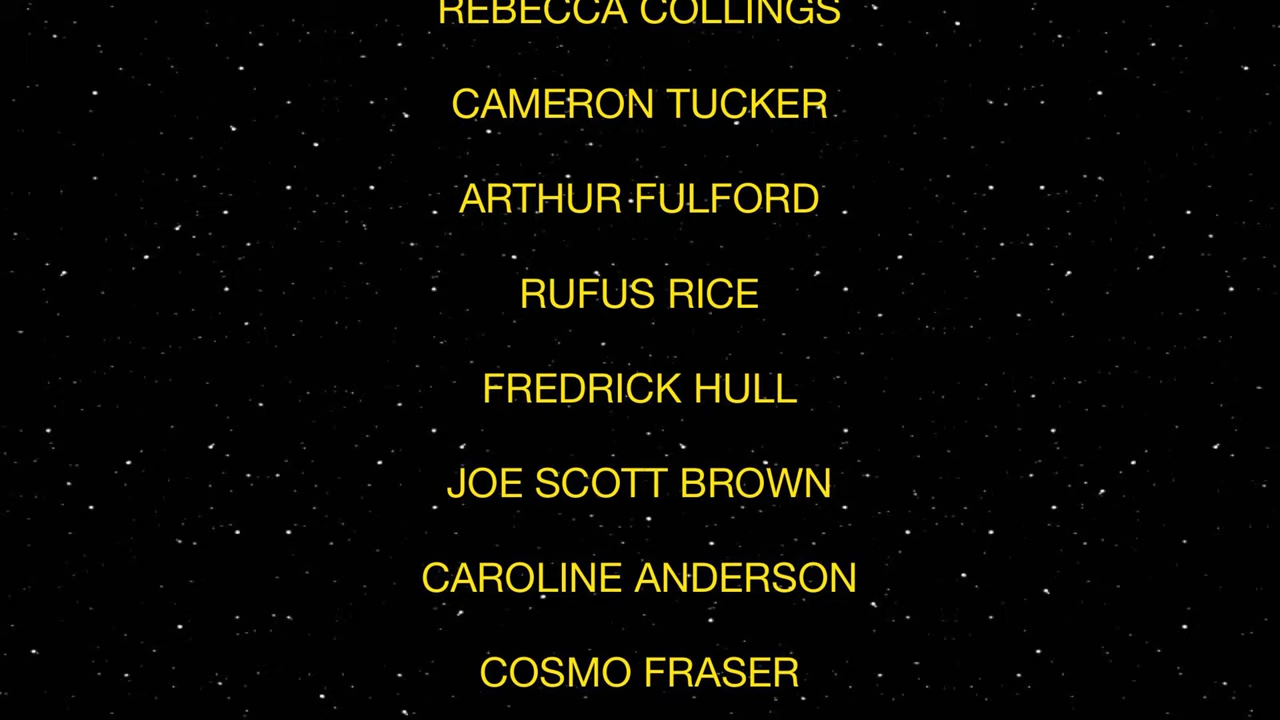 REBECCA COLLINGS
CAMERON TUCKER
ARTHUR FULFORD
RUFUS RICE
FREDRICK HULL
JOE SCOTT BROWN
CAROLINE ANDERSON
COSMO FRASER